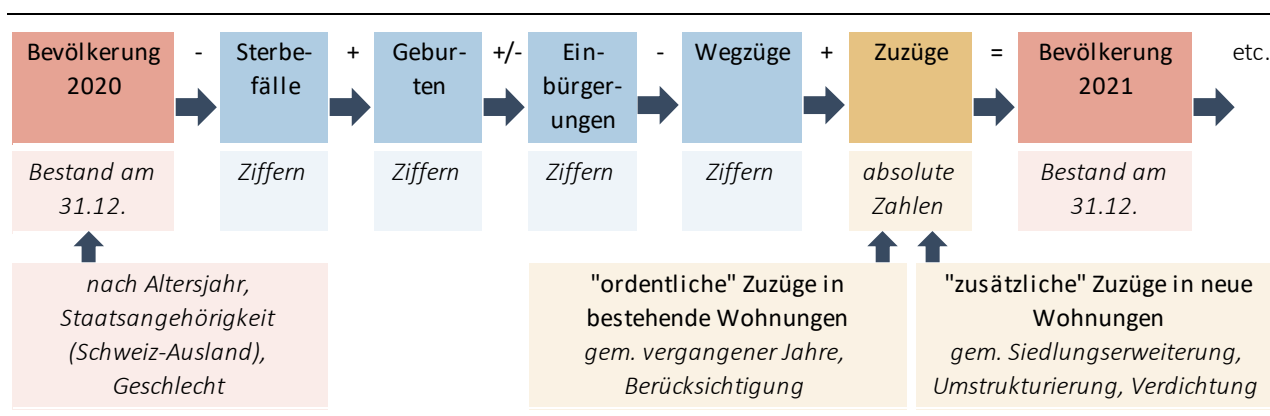 Bevölkerung 2020
-
Sterbe-
fälle
+
Gebur-
ten
+/-
Ein-
bürger-
ungen
-
Wegzüge
+
Zuzüge
=
Bevölkerung
2021
etc.
Bestand am
31.12.
Ziffern
Ziffern
Ziffern
Ziffern
absolute
Zahlen
Bestand am
31.12.
nach Altersjahr,
Staatsangehörigkeit
(Schweiz-Ausland),
Geschlecht
"ordentliche" Zuzüge in
bestehende Wohnungen
gem. vergangener Jahre,
Berücksichtigung
"zusätzliche" Zuzüge in neue
Wohnungen
gem. Siedlungserweiterung,
Umstrukturierung, Verdichtung